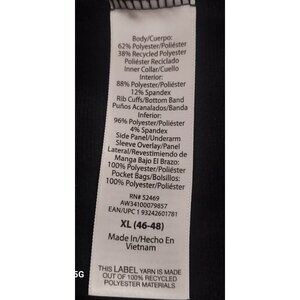 Body/Cuerpo:
62% Polyester/Poliéster
38% Recycled Polyester/
Poliéster Reciclado
Inner Collar/Cuello
Interior:
88% Polyester/Poliéster
12% Spandex
Rib Cuffs/Bottom Band
Puños Acanalados/Banda
Inferior:
96% Polyester/Poliéster
4% Spandex
Side Panel/Underarm
Sleeve Overlay/Panel
Lateral/Revestimiento de
Manga Bajo El Brazo:
100% Polyester/Poliéster
Pocket Bags/Bolsillos:
100% Polyester/Poliéster
RN# 52469
AW34100079857
EAN/UPC 1 93242601781
XL (46-48)
Made In/Hecho En
Vietnam
This LABEL YARN IS MADE
OUT OF 100% RECYCLED
POLYESTER MATERIALS
5G